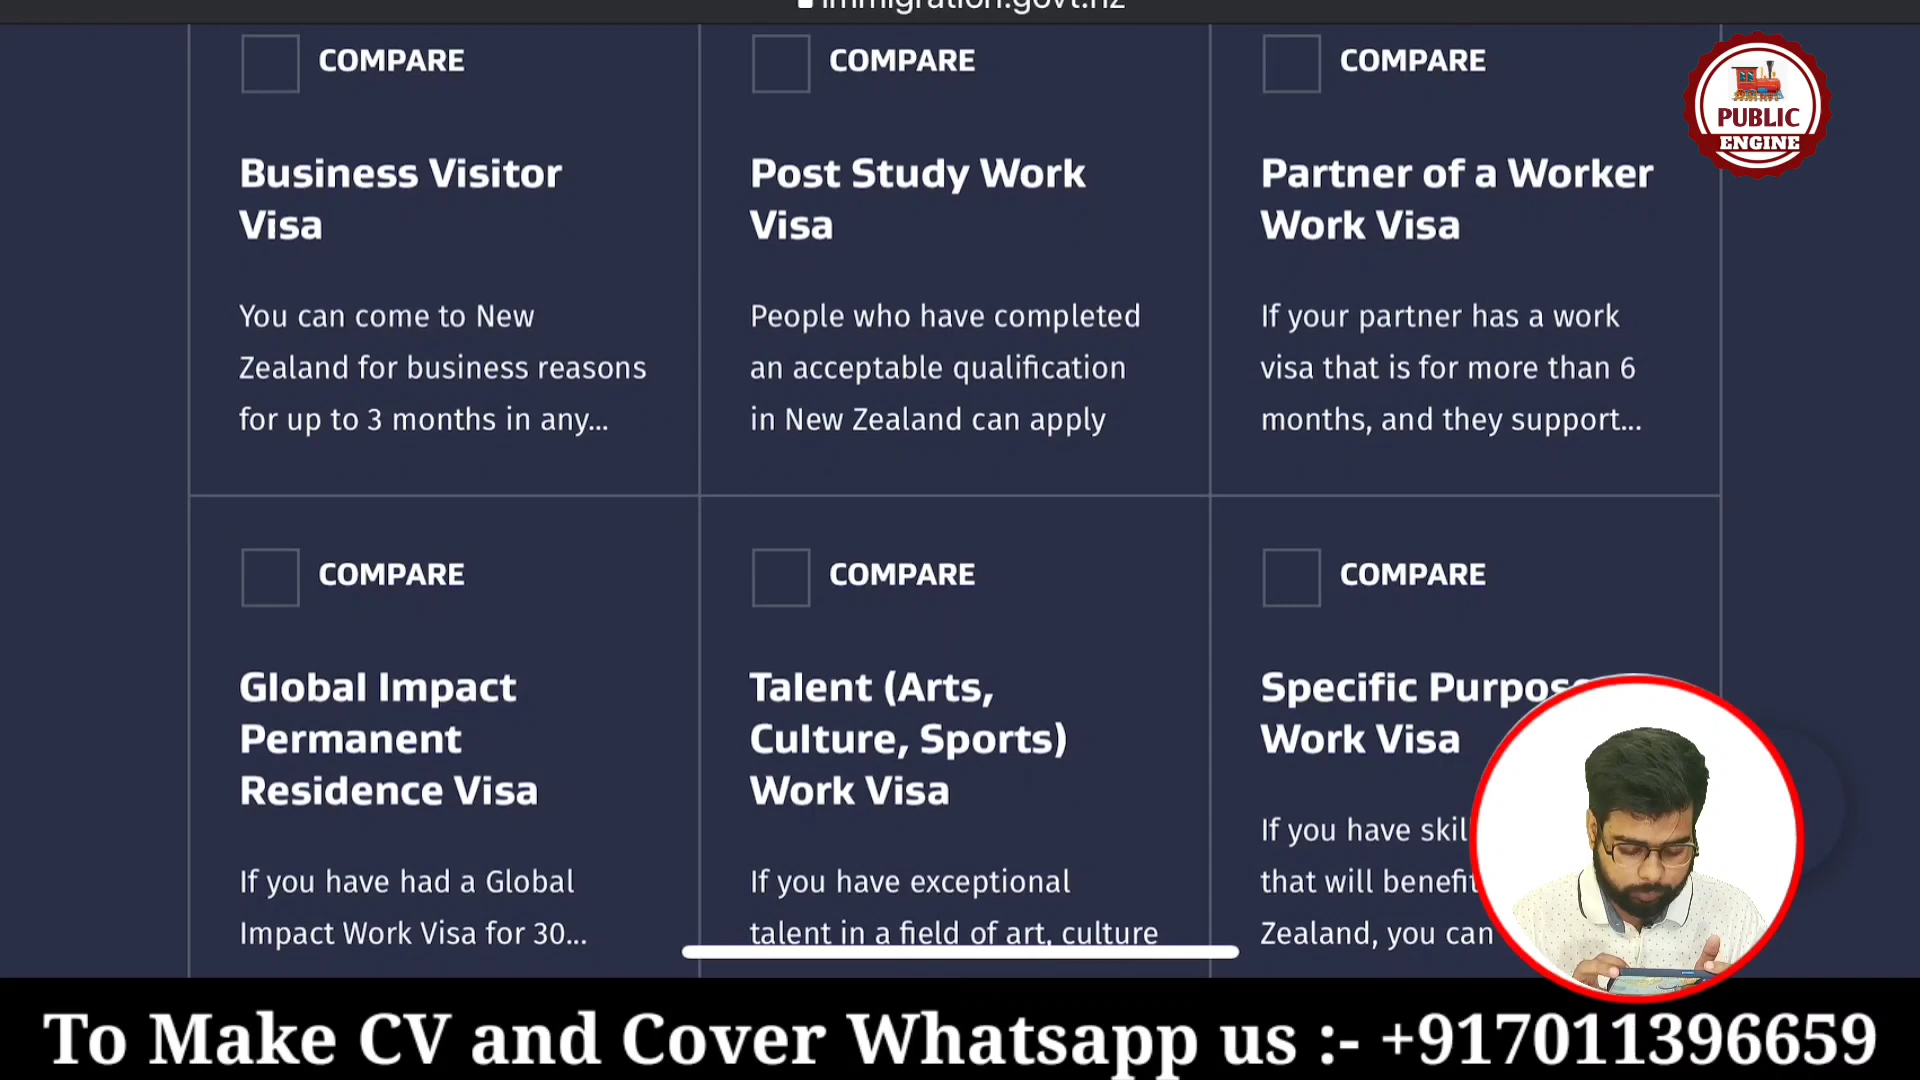 immigration.govt.nz
COMPARE
COMPARE
COMPARE
PUBLIC
ENGINE
Business Visitor
Visa
Post Study Work
Visa
Partner of a Worker
Work Visa
You can come to New
Zealand for business reasons
for up to 3 months in any...
People who have completed
an acceptable qualification
in New Zealand can apply
If your partner has a work
visa that is for more than 6
months, and they support...
COMPARE
COMPARE
COMPARE
Global Impact
Permanent
Residence Visa
Talent (Arts,
Culture, Sports)
Work Visa
Specific Purpose
Work Visa
If you have had a Global
Impact Work Visa for 30...
If you have exceptional
talent in a field of art, culture
If you have
that will benefit
Zealand, you can
To Make CV and Cover Whatsapp us :- +917011396659